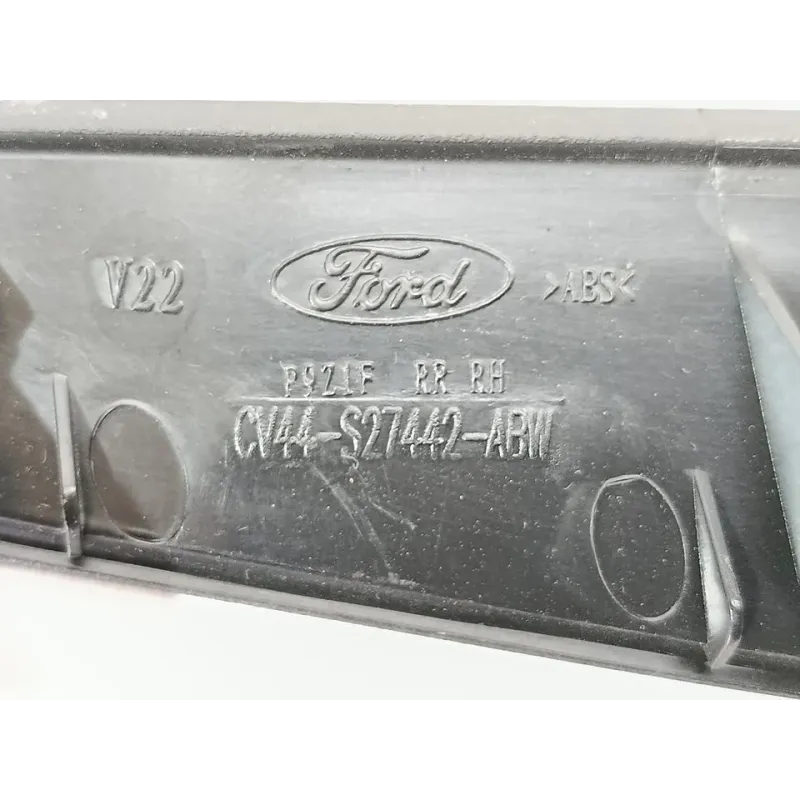 V22 Ford >ABS<
P921F RR RH
CV44-S27442-ABW